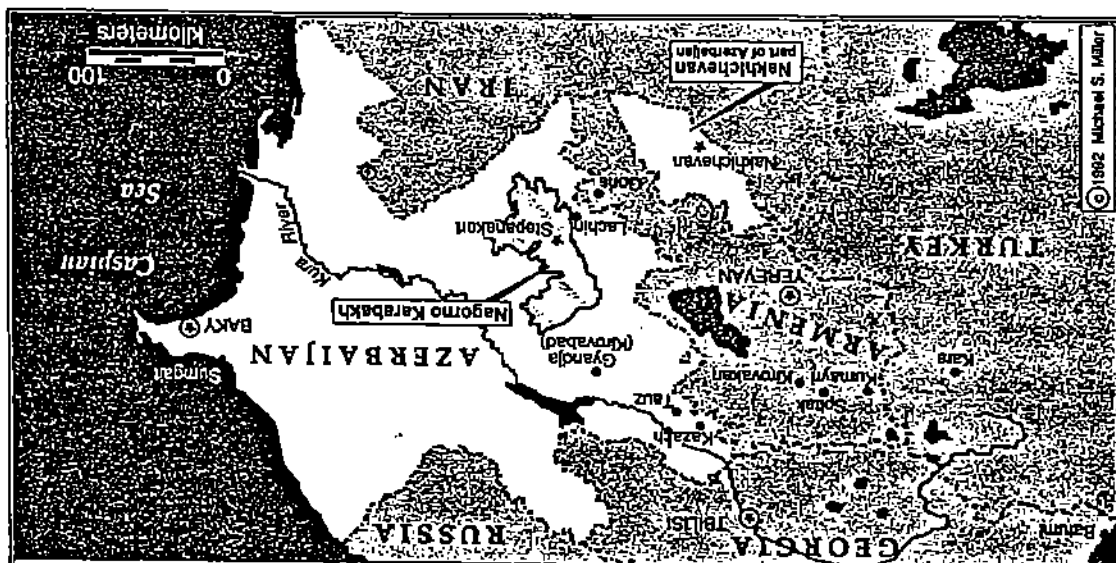 GEORGIA
RUSSIA
Batumi
Tbilisi
Kazakh
Tauz
Kars
Kumayri
Spitak
Kirovakan
Gyandja
(Kirovabad)
Sumgait
AZERBAIJAN
BAKY
ARMENIA
YEREVAN
Nagorno Karabakh
Kura
River
Caspian
Sea
TURKEY
Stepanakert
Lachin
Goris
Nakhichevan
IRAN
Nakhichevan
part of Azerbaijan
0
100
Kilometers
© 1992 Michael S. Miller